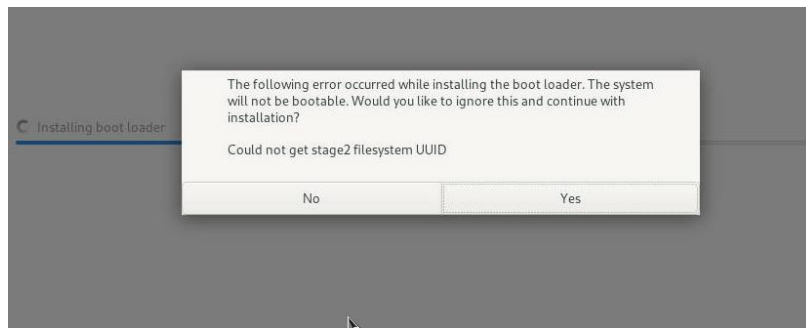 The following error occurred while installing the boot loader. The system
will not be bootable. Would you like to ignore this and continue with
installation?
Installing boot loader
Could not get stage2 filesystem UUID
No
Yes